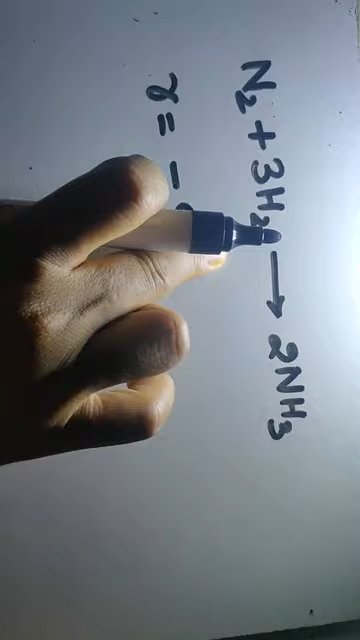 N₂ + 3H₂ → 2NH₃
r = -